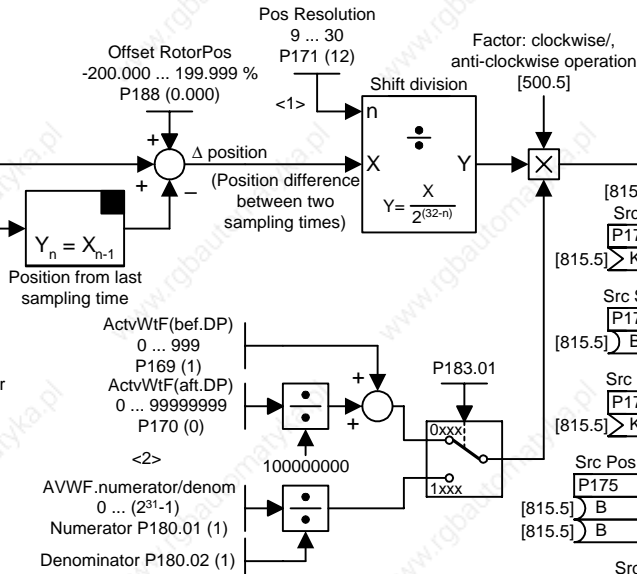 Pos Resolution
9 ... 30
P171 (12)
<1>
Offset RotorPos
-200.000 ... 199.999 %
P188 (0.000)
Factor: clockwise/,
anti-clockwise operation
[500.5]
Shift division
n
÷
X
Y
Y= X / 2^(32-n)
+
+
−
Δ position
(Position difference
between two
sampling times)
X
Yn = Xn-1
Position from last
sampling time
ActvWtF(bef.DP)
0 ... 999
P169 (1)
ActvWtF(aft.DP)
0 ... 99999999
P170 (0)
<2>
÷
100000000
+
+
P183.01
0xxx
1xxx
AVWF.numerator/denom
0 ... (2^31-1)
Numerator P180.01 (1)
÷
Denominator P180.02 (1)
r
[815
Src
P17
[815.5] K
Src S
P17
[815.5] B
Src
P17
[815.5] K
Src Pos
P175
[815.5] B
[815.5] B
Src
www.rgbautomatyka.pl